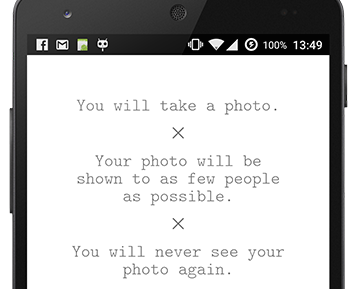 100% 13:49
You will take a photo.
×
Your photo will be
shown to as few people
as possible.
×
You will never see your
photo again.